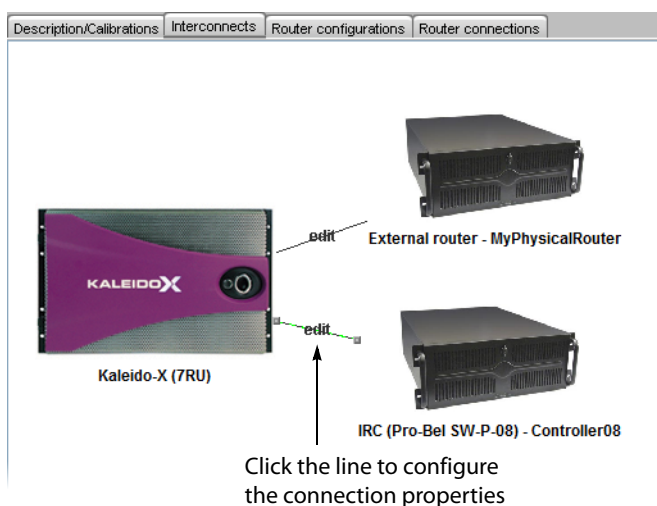 Description/Calibrations Interconnects Router configurations Router connections
edit
External router - MyPhysicalRouter
KALEIDOX
edit
Kaleido-X (7RU)
IRC (Pro-Bel SW-P-08) - Controller08
Click the line to configure
the connection properties